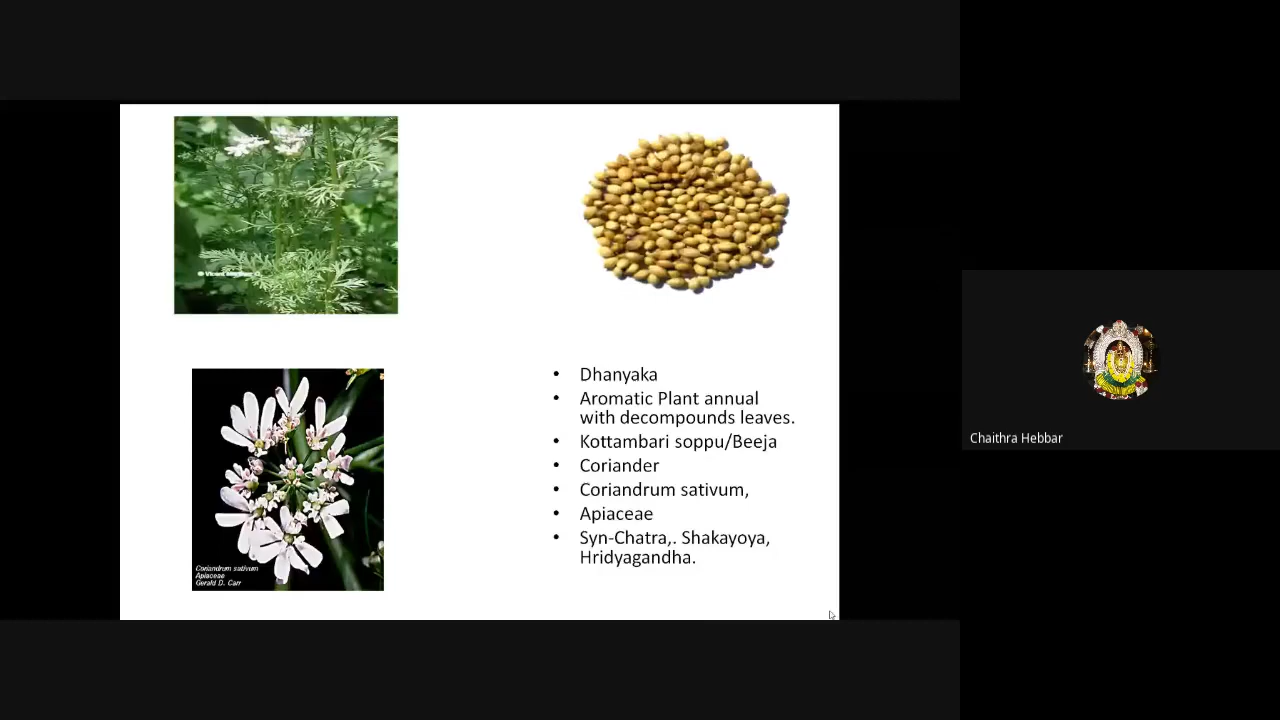 • Dhanyaka
• Aromatic Plant annual
with decompounds leaves.
• Kottambari soppu/Beeja
• Coriander
• Coriandrum sativum,
• Apiaceae
• Syn-Chatra,. Shakayoya,
Hridyagandha.
Coriandrum sativum
Apiaceae
Gerald D. Carr
Chaithra Hebbar